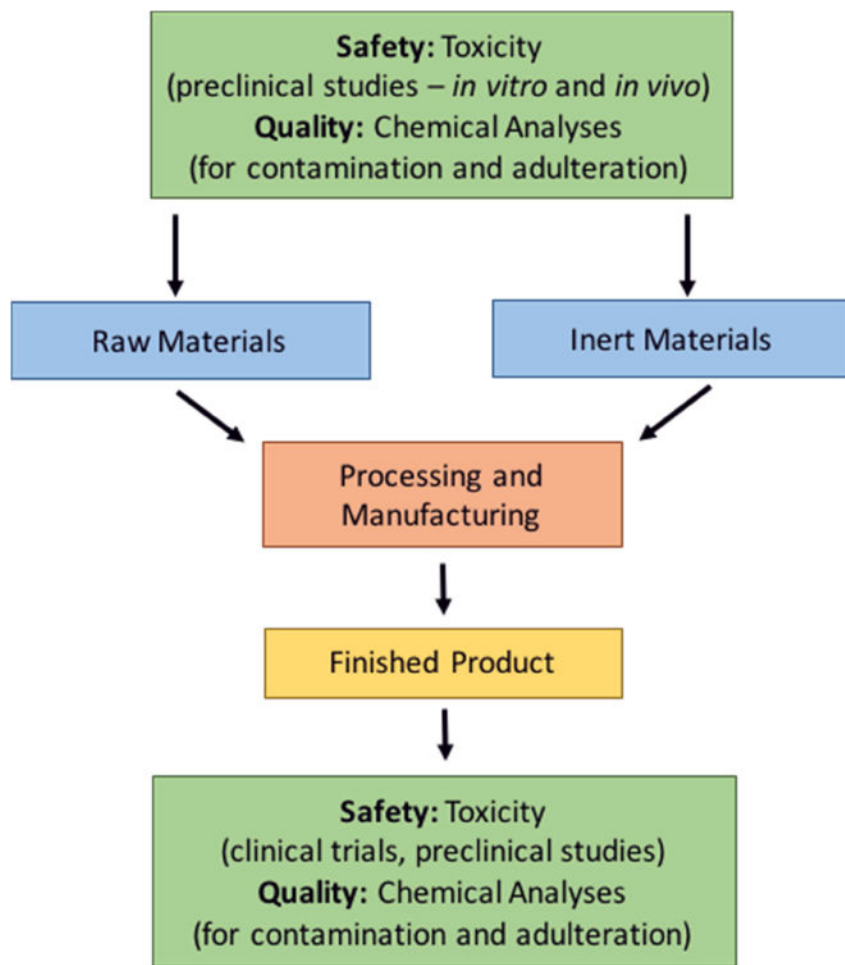 Safety: Toxicity
(preclinical studies – in vitro and in vivo)
Quality: Chemical Analyses
(for contamination and adulteration)
Raw Materials
Inert Materials
Processing and
Manufacturing
Finished Product
Safety: Toxicity
(clinical trials, preclinical studies)
Quality: Chemical Analyses
(for contamination and adulteration)